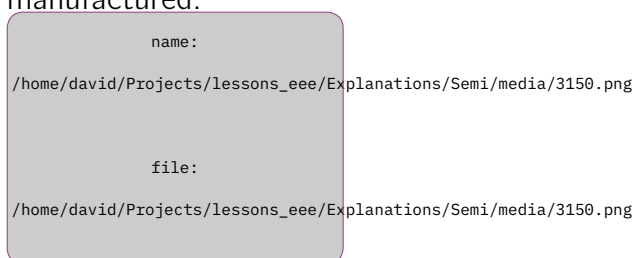 manufactured.
name:
/home/david/Projects/lessons_eee/Explanations/Semi/media/3150.png
file:
/home/david/Projects/lessons_eee/Explanations/Semi/media/3150.png